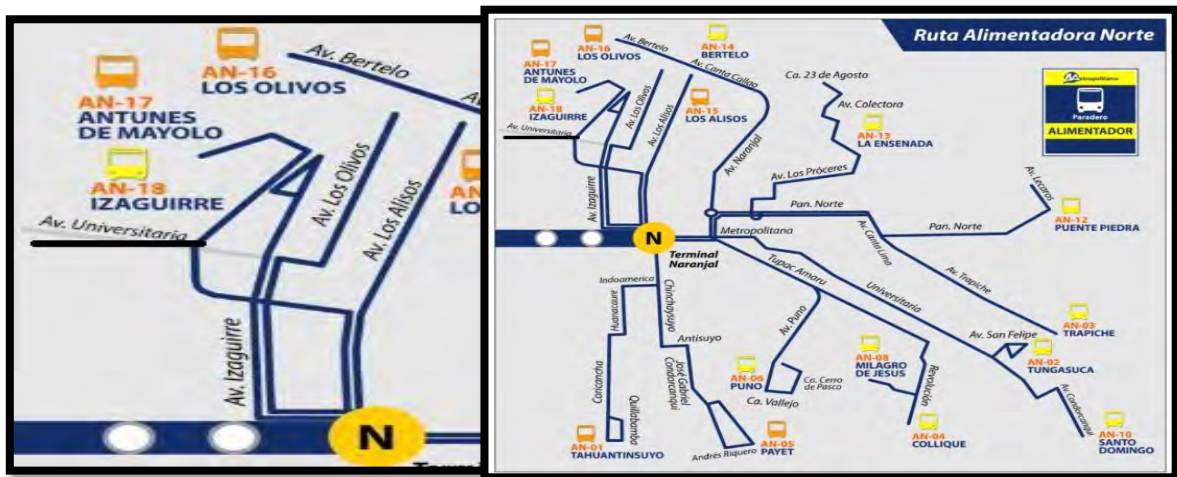 AN-16
LOS OLIVOS
Av. Bertelo
AN-17
ANTUNES
DE MAYOLO
AN-18
IZAGUIRRE
Av. Universitaria
Av. Los Olivos
Av. Los Alisos
LO
Av. Izaguirre
N
Ruta Alimentadora Norte
Metropolitano
Paradero
ALIMENTADOR
AN-16
LOS OLIVOS
Av. Bertelo
AN-14
BERTELO
AN-17
ANTUNES
DE MAYOLO
Av. Canta Callao
Ca. 23 de Agosto
AN-18
IZAGUIRRE
Av. Los Olivos
Av. Los Alisos
AN-15
LOS ALISOS
Av. Colectora
AN-13
LA ENSENADA
Av. Universitaria
Av. Naranjal
Av. Los Próceres
Av. Lecaros
Av. Izaguirre
Pan. Norte
AN-12
PUENTE PIEDRA
Pan. Norte
N
Metropolitana
Av. Canta Lima
Terminal
Naranjal
Tupac Amaru
Universitaria
Av. Trapiche
Indoamerica
Chinchaysuyo
Huanacaure
Av. Puno
Av. San Felipe
AN-03
TRAPICHE
Antisuyo
AN-08
MILAGRO
DE JESUS
AN-02
TUNGASUCA
Coricancha
José Gabriel
Condorcanqui
AN-06
PUNO
Ca. Cerro
de Pasco
Revolución
Ca. Vallejo
Quillabamba
Av. Condorcanqui
AN-01
TAHUANTINSUYO
Andrés Riquero
AN-05
PAYET
AN-04
COLLIQUE
AN-10
SANTO
DOMINGO